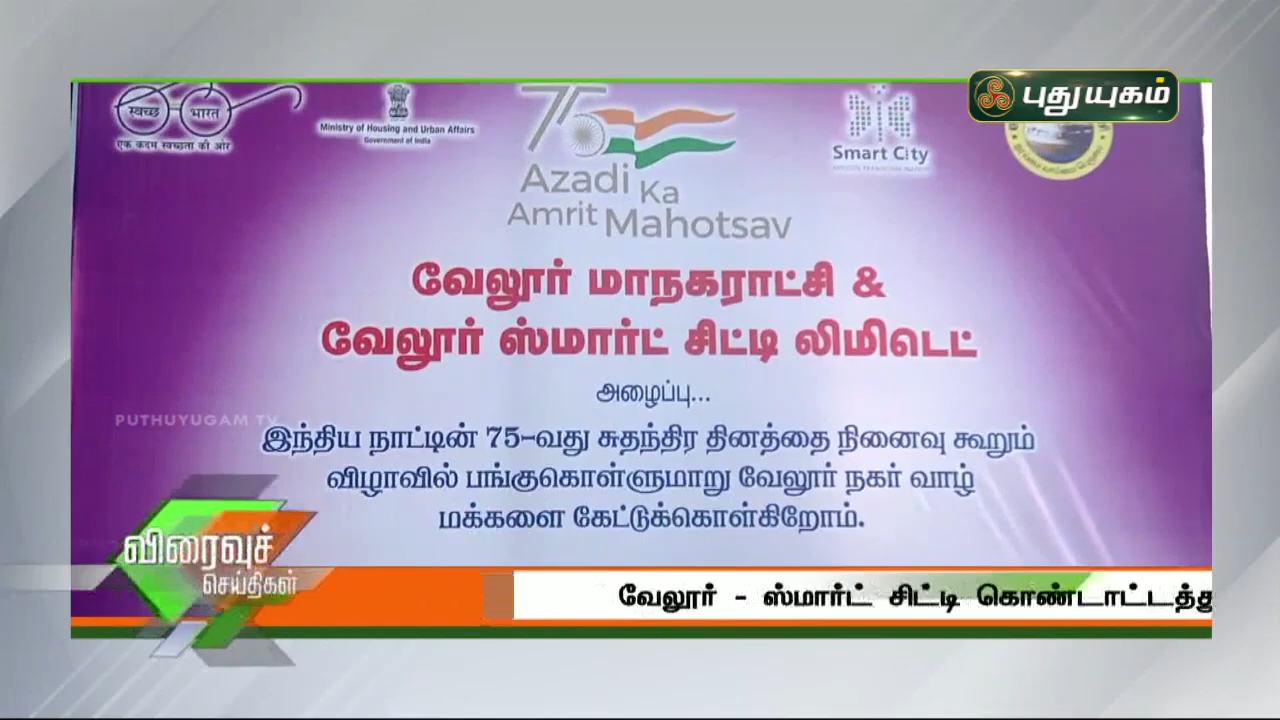 புதுயுகம்
स्वच्छ भारत
एक कदम स्वच्छता की ओर
Ministry of Housing and Urban Affairs
Government of India
75
Azadi Ka
Amrit Mahotsav
Smart City
வேலூர் மாநகராட்சி &
வேலூர் ஸ்மார்ட் சிட்டி லிமிடெட்
அழைப்பு...
இந்திய நாட்டின் 75-வது சுதந்திர தினத்தை நினைவு கூறும்
விழாவில் பங்குகொள்ளுமாறு வேலூர் நகர் வாழ்
மக்களை கேட்டுக்கொள்கிறோம்.
PUTHUYUGAM TV
விரைவுச்
செய்திகள்
வேலூர் - ஸ்மார்ட் சிட்டி கொண்டாட்டத்து